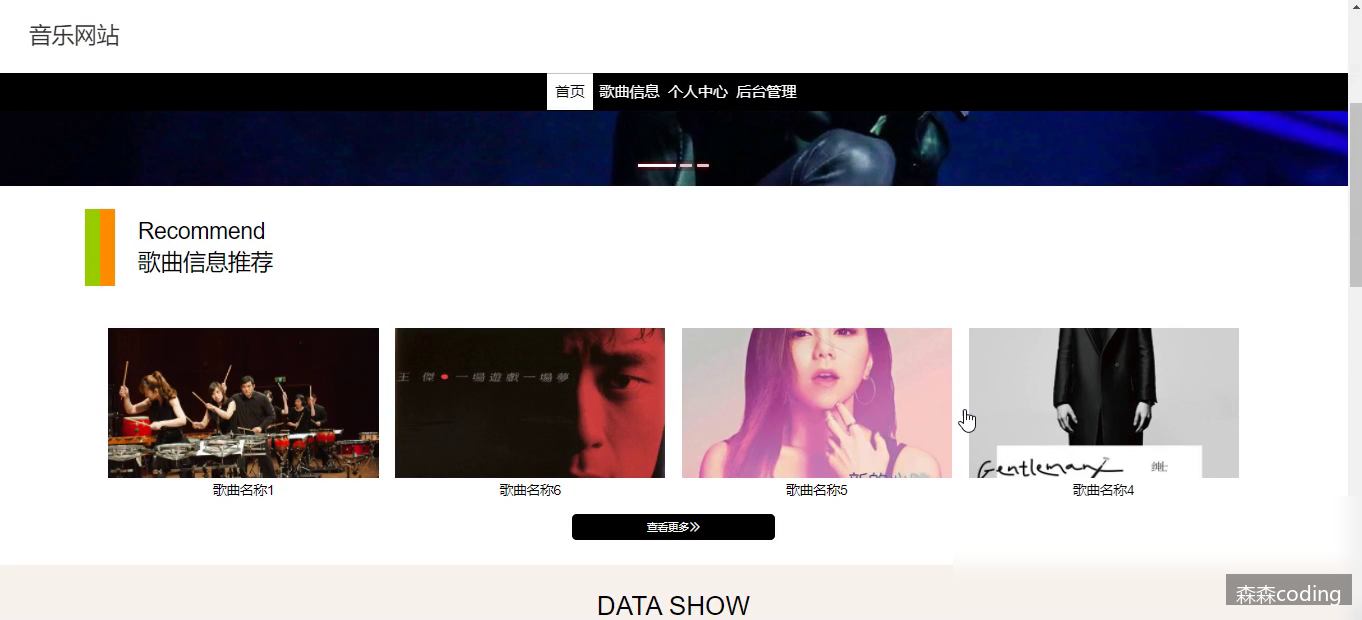 音乐网站
首页 歌曲信息 个人中心 后台管理
Recommend
歌曲信息推荐
王 傑 • 一場遊戲一場夢
Gentleman
绅士
歌曲名称1
歌曲名称6
歌曲名称5
歌曲名称4
查看更多
DATA SHOW
森森coding